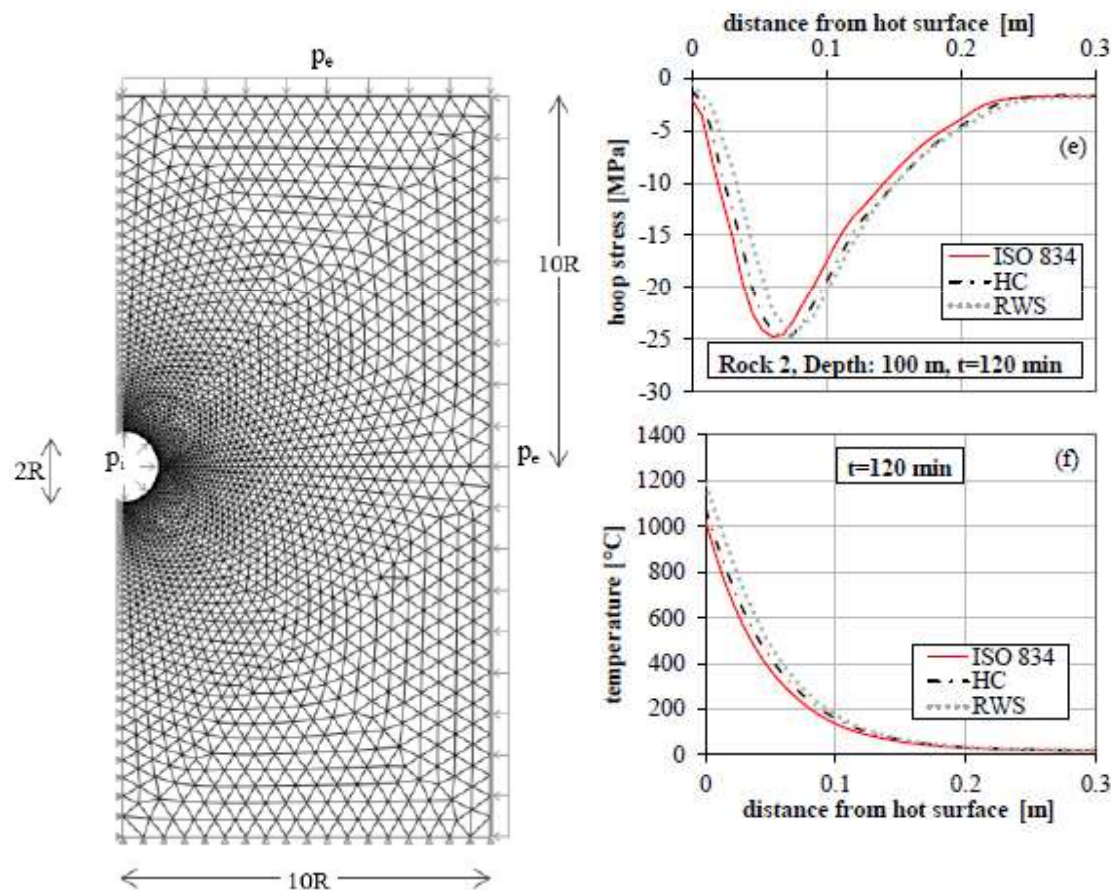 pₑ
10R
2R
pᵢ
pₑ
10R
distance from hot surface [m]
0 0.1 0.2 0.3
0
-5
-10
-15
-20
-25
-30
hoop stress [MPa]
(e)
ISO 834
HC
RWS
Rock 2, Depth: 100 m, t=120 min
1400
1200
1000
800
600
400
200
0
temperature [°C]
t=120 min
(f)
ISO 834
HC
RWS
0 0.1 0.2 0.3
distance from hot surface [m]